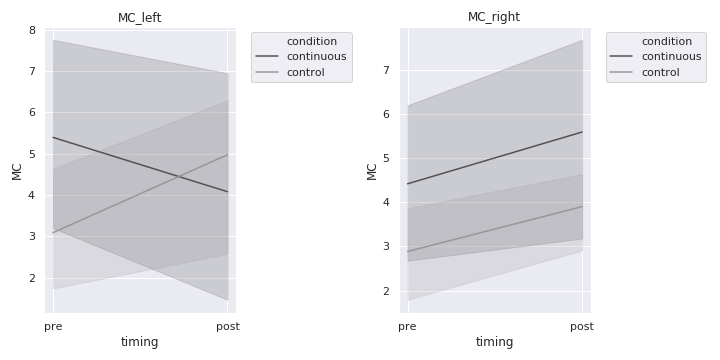 MC_left
8
7
6
5
4
3
2
MC
pre
post
timing
condition
continuous
control
MC_right
7
6
5
4
3
2
MC
pre
post
timing
condition
continuous
control